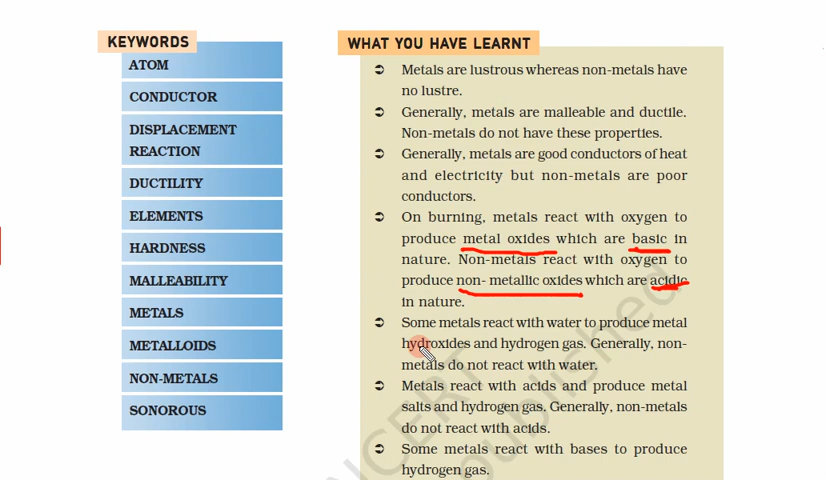 KEYWORDS
ATOM
CONDUCTOR
DISPLACEMENT
REACTION
DUCTILITY
ELEMENTS
HARDNESS
MALLEABILITY
METALS
METALLOIDS
NON-METALS
SONOROUS
WHAT YOU HAVE LEARNT
➲ Metals are lustrous whereas non-metals have
no lustre.
➲ Generally, metals are malleable and ductile.
Non-metals do not have these properties.
➲ Generally, metals are good conductors of heat
and electricity but non-metals are poor
conductors.
➲ On burning, metals react with oxygen to
produce metal oxides which are basic in
nature. Non-metals react with oxygen to
produce non- metallic oxides which are acidic
in nature.
➲ Some metals react with water to produce metal
hydroxides and hydrogen gas. Generally, non-
metals do not react with water.
➲ Metals react with acids and produce metal
salts and hydrogen gas. Generally, non-metals
do not react with acids.
➲ Some metals react with bases to produce
hydrogen gas.
NCERT
published